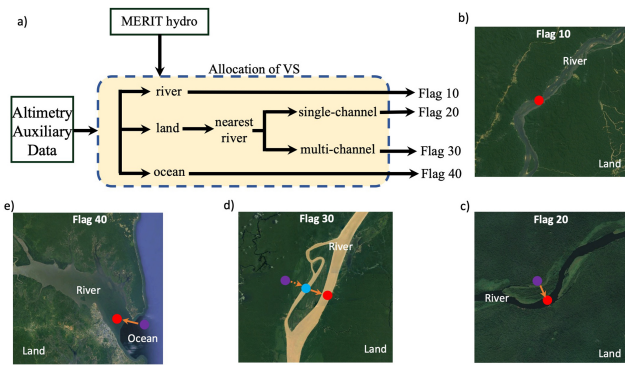 a)
MERIT hydro
Allocation of VS
Altimetry
Auxiliary
Data
river
land
nearest
river
single-channel
multi-channel
ocean
Flag 10
Flag 20
Flag 30
Flag 40
b)
Flag 10
River
Land
e)
Flag 40
River
Ocean
Land
d)
Flag 30
River
Land
c)
Flag 20
River
Land